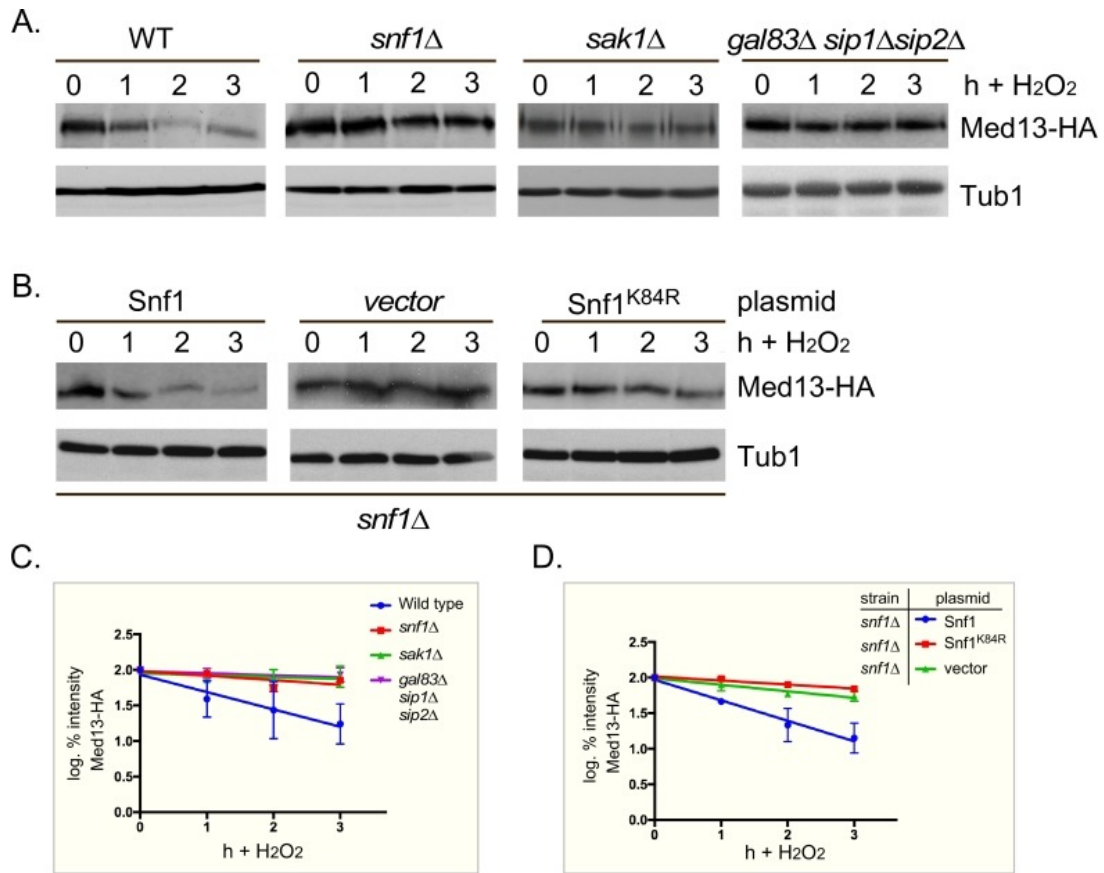 A.
WT snf1Δ sak1Δ gal83Δ sip1Δsip2Δ
0 1 2 3 0 1 2 3 0 1 2 3 0 1 2 3 h + H2O2
Med13-HA
Tub1
B.
Snf1 vector Snf1K84R plasmid
0 1 2 3 0 1 2 3 0 1 2 3 h + H2O2
Med13-HA
Tub1
snf1Δ
C.
Wild type
snf1Δ
sak1Δ
gal83Δ
sip1Δ
sip2Δ
log. % intensity
Med13-HA
2.5
2.0
1.5
1.0
0.5
0.0
0 1 2 3
h + H2O2
D.
strain plasmid
snf1Δ Snf1
snf1Δ Snf1K84R
snf1Δ vector
log. % intensity
Med13-HA
2.5
2.0
1.5
1.0
0.5
0.0
0 1 2 3
h + H2O2